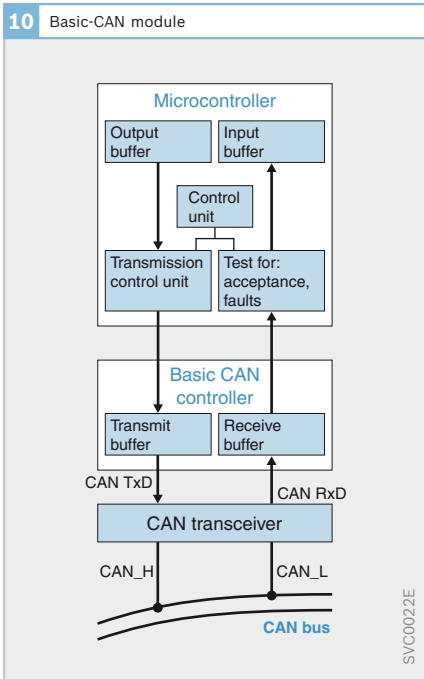 10 Basic-CAN module
Microcontroller
Output
buffer
Input
buffer
Control
unit
Transmission
control unit
Test for:
acceptance,
faults
Basic CAN
controller
Transmit
buffer
Receive
buffer
CAN TxD
CAN RxD
CAN transceiver
CAN_H
CAN_L
CAN bus
SVC0022E